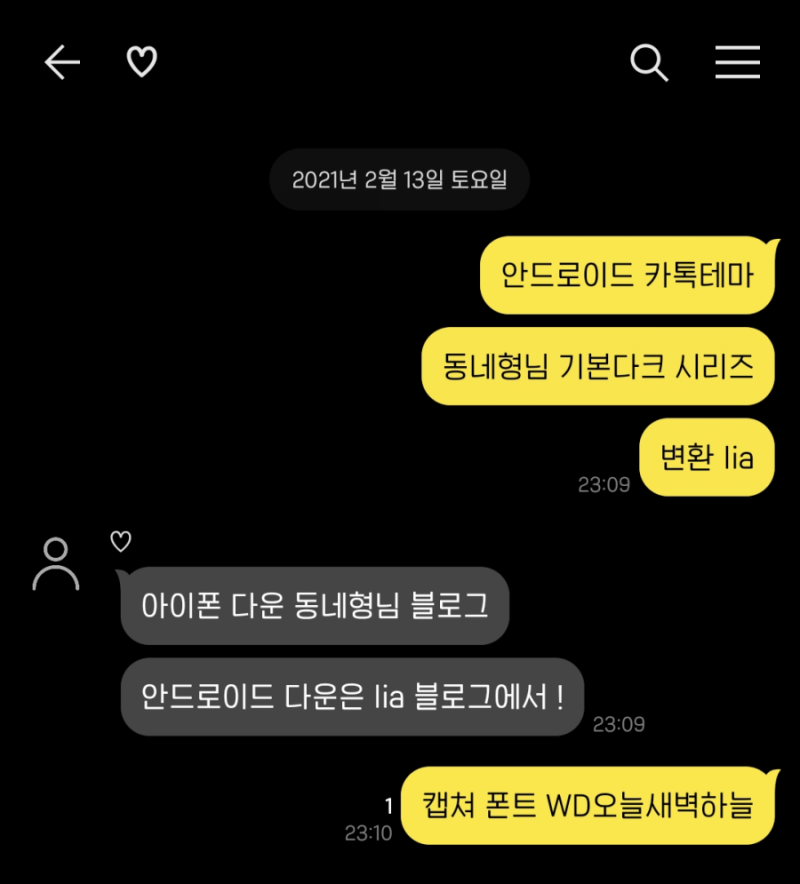 2021년 2월 13일 토요일
안드로이드 카톡테마
동네형님 기본다크 시리즈
변환 lia
23:09
♡
아이폰 다운 동네형님 블로그
안드로이드 다운은 lia 블로그에서 !
23:09
1
캡쳐 폰트 WD오늘새벽하늘
23:10